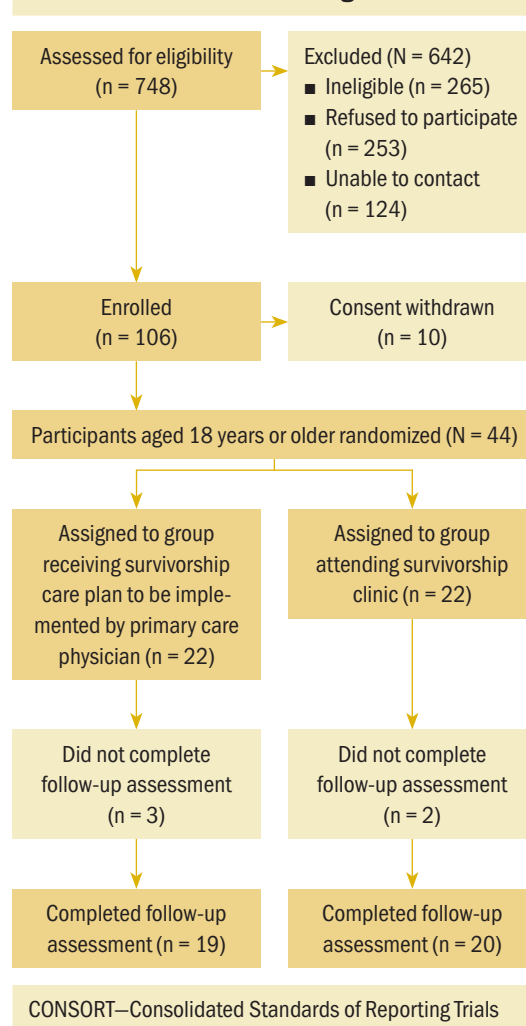 Assessed for eligibility
(n = 748)
Excluded (N = 642)
■ Ineligible (n = 265)
■ Refused to participate
(n = 253)
■ Unable to contact
(n = 124)
Enrolled
(n = 106)
Consent withdrawn
(n = 10)
Participants aged 18 years or older randomized (N = 44)
Assigned to group
receiving survivorship
care plan to be imple-
mented by primary care
physician (n = 22)
Assigned to group
attending survivorship
clinic (n = 22)
Did not complete
follow-up assessment
(n = 3)
Did not complete
follow-up assessment
(n = 2)
Completed follow-up
assessment (n = 19)
Completed follow-up
assessment (n = 20)
CONSORT—Consolidated Standards of Reporting Trials